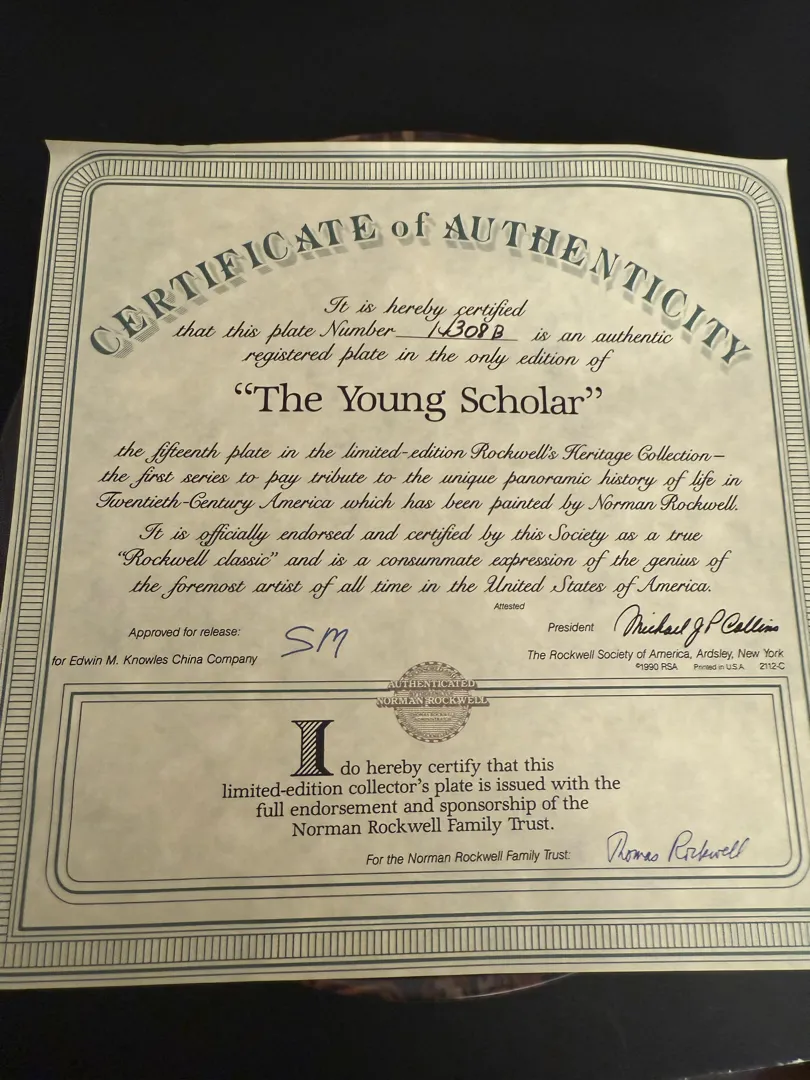 CERTIFICATE of AUTHENTICITY
It is hereby certified
that this plate Number 14308B is an authentic
registered plate in the only edition of
“The Young Scholar”
the fifteenth plate in the limited-edition Rockwell's Heritage Collection—
the first series to pay tribute to the unique panoramic history of life in
Twentieth-Century America which has been painted by Norman Rockwell.
It is officially endorsed and certified by this Society as a true
“Rockwell classic” and is a consummate expression of the genius of
the foremost artist of all time in the United States of America.
Attested
Approved for release: SM
President Michael J P Collins
for Edwin M. Knowles China Company
The Rockwell Society of America, Ardsley, New York
©1990 RSA Printed in U.S.A. 2112-C
AUTHENTICATED
NORMAN ROCKWELL
I do hereby certify that this
limited-edition collector's plate is issued with the
full endorsement and sponsorship of the
Norman Rockwell Family Trust.
For the Norman Rockwell Family Trust: Thomas Rockwell